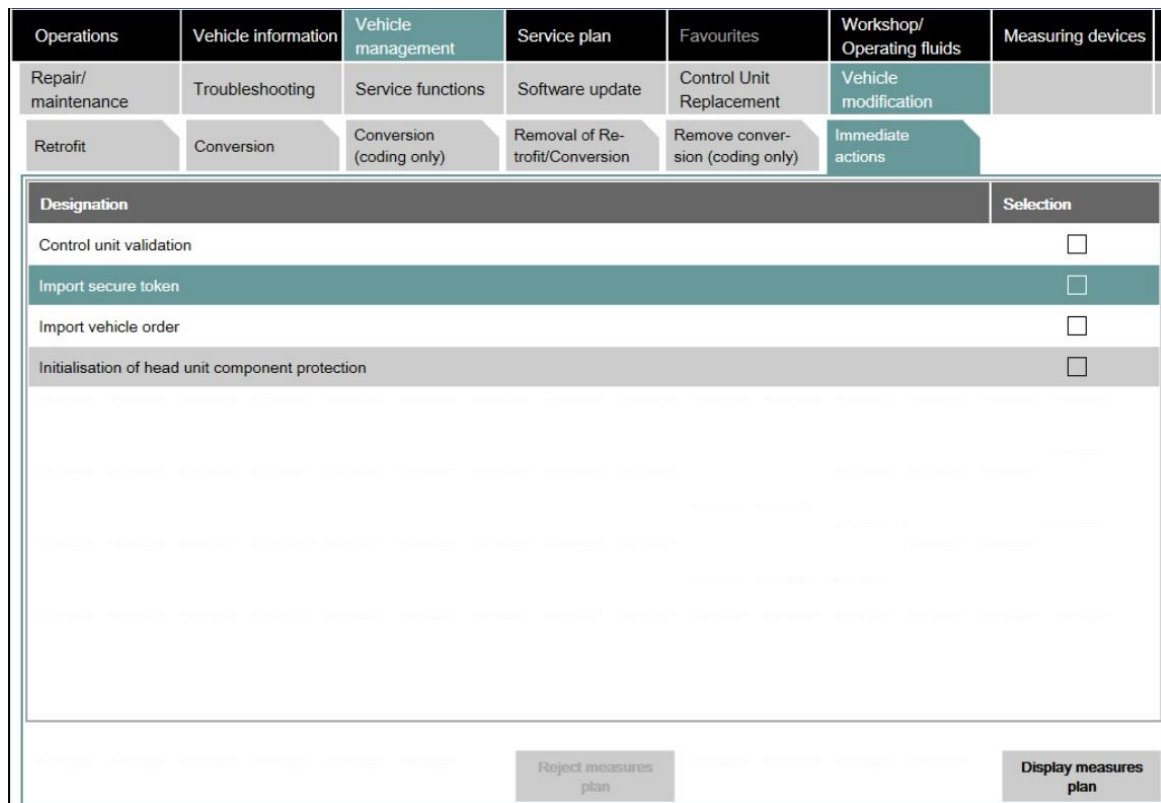 Operations
Vehicle information
Vehicle
management
Service plan
Favourites
Workshop/
Operating fluids
Measuring devices
Repair/
maintenance
Troubleshooting
Service functions
Software update
Control Unit
Replacement
Vehicle
modification
Retrofit
Conversion
Conversion
(coding only)
Removal of Re-
trofit/Conversion
Remove conver-
sion (coding only)
Immediate
actions
Designation
Selection
Control unit validation
Import secure token
Import vehicle order
Initialisation of head unit component protection
Reject measures
plan
Display measures
plan